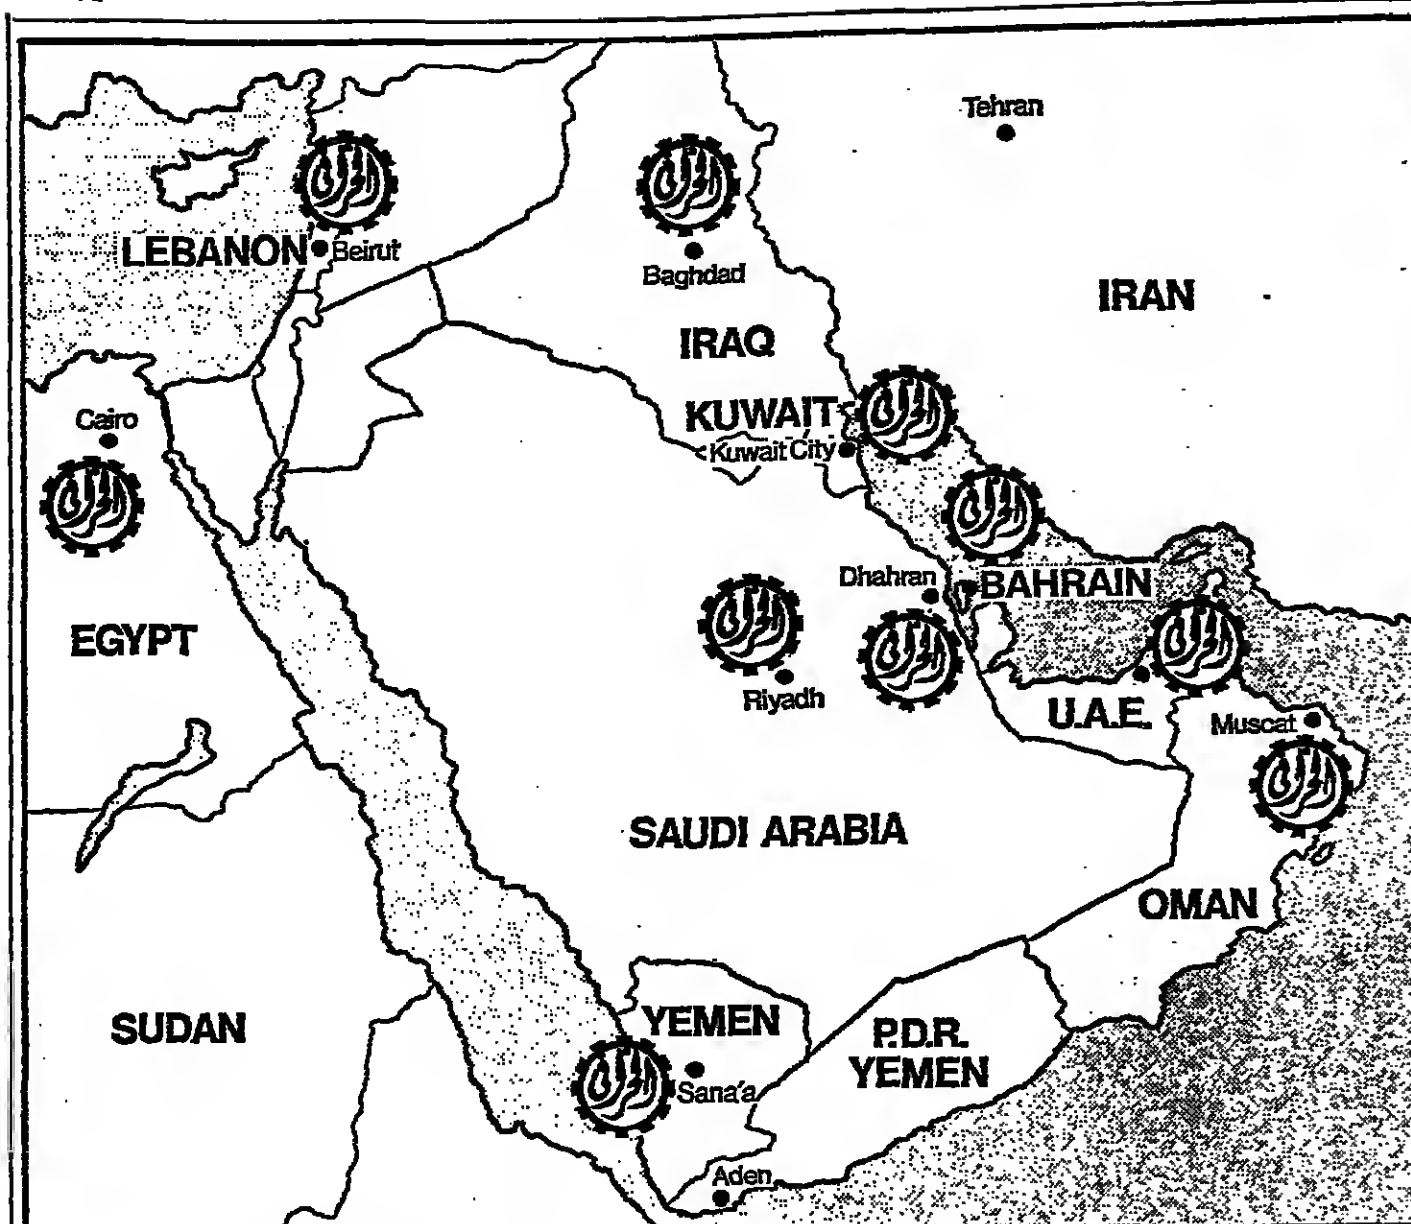 Tehran
LEBANON
Beirut
Baghdad
IRAN
IRAQ
Cairo
KUWAIT
Kuwait City
Dhahran
BAHRAIN
EGYPT
Riyadh
U.A.E.
Muscat
SAUDI ARABIA
OMAN
SUDAN
YEMEN
P.D.R.
YEMEN
Sana'a
Aden